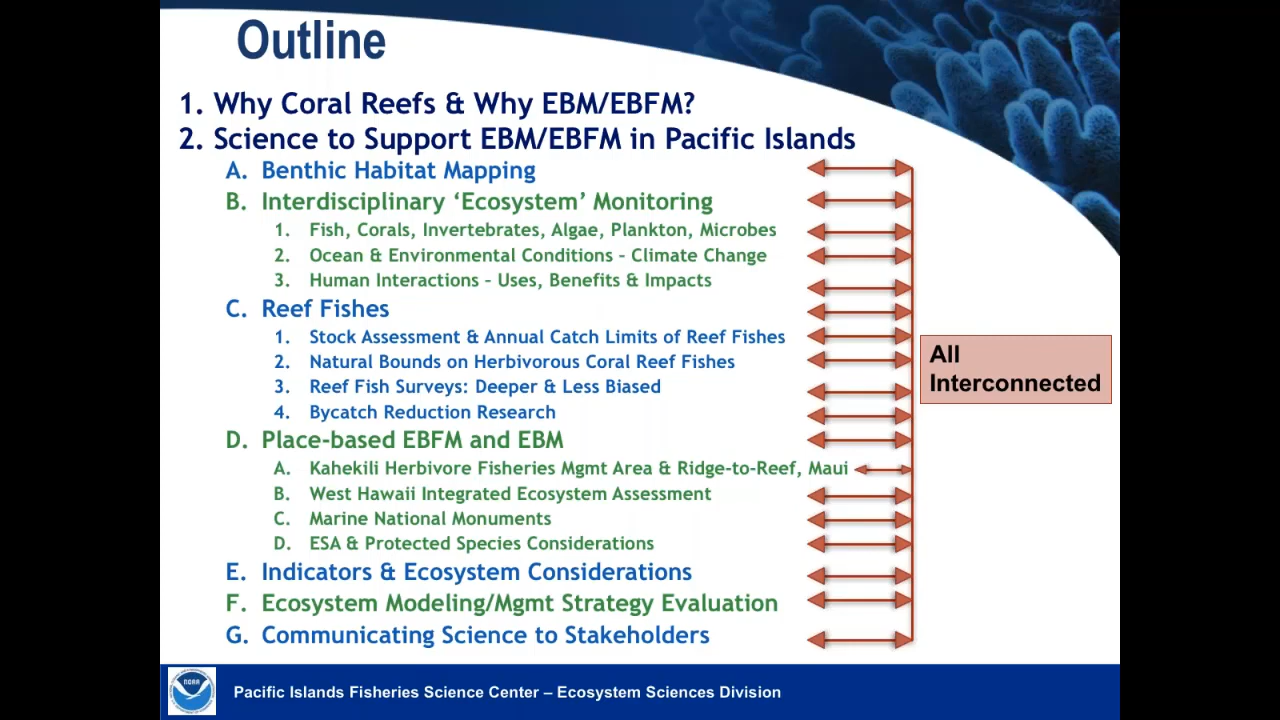 Outline
1. Why Coral Reefs & Why EBM/EBFM?
2. Science to Support EBM/EBFM in Pacific Islands
A. Benthic Habitat Mapping
B. Interdisciplinary ‘Ecosystem’ Monitoring
1. Fish, Corals, Invertebrates, Algae, Plankton, Microbes
2. Ocean & Environmental Conditions – Climate Change
3. Human Interactions – Uses, Benefits & Impacts
C. Reef Fishes
1. Stock Assessment & Annual Catch Limits of Reef Fishes
2. Natural Bounds on Herbivorous Coral Reef Fishes
3. Reef Fish Surveys: Deeper & Less Biased
4. Bycatch Reduction Research
D. Place-based EBFM and EBM
A. Kahekili Herbivore Fisheries Mgmt Area & Ridge-to-Reef, Maui
B. West Hawaii Integrated Ecosystem Assessment
C. Marine National Monuments
D. ESA & Protected Species Considerations
E. Indicators & Ecosystem Considerations
F. Ecosystem Modeling/Mgmt Strategy Evaluation
G. Communicating Science to Stakeholders
All
Interconnected
NOAA
Pacific Islands Fisheries Science Center – Ecosystem Sciences Division